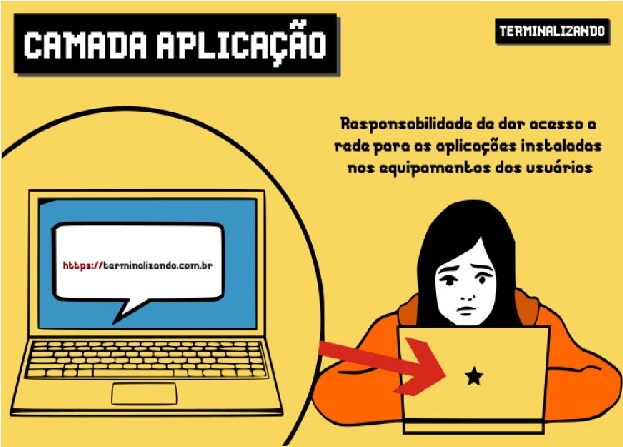 CAMADA APLICAÇÃO
TERMINALIZANDO
Responsabilidade de dar acesso a
rede para as aplicações instaladas
nos equipamentos dos usuários
https://terminalizando.com.br